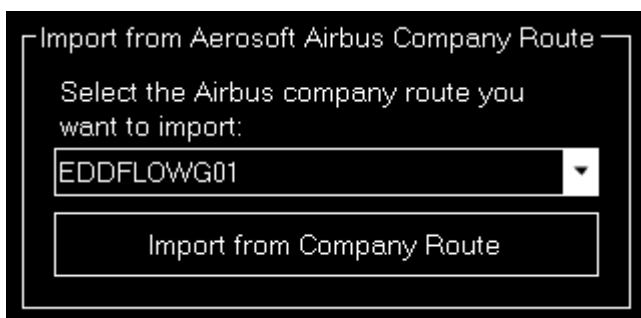 Import from Aerosoft Airbus Company Route
Select the Airbus company route you
want to import:
EDDFLOWG01
Import from Company Route